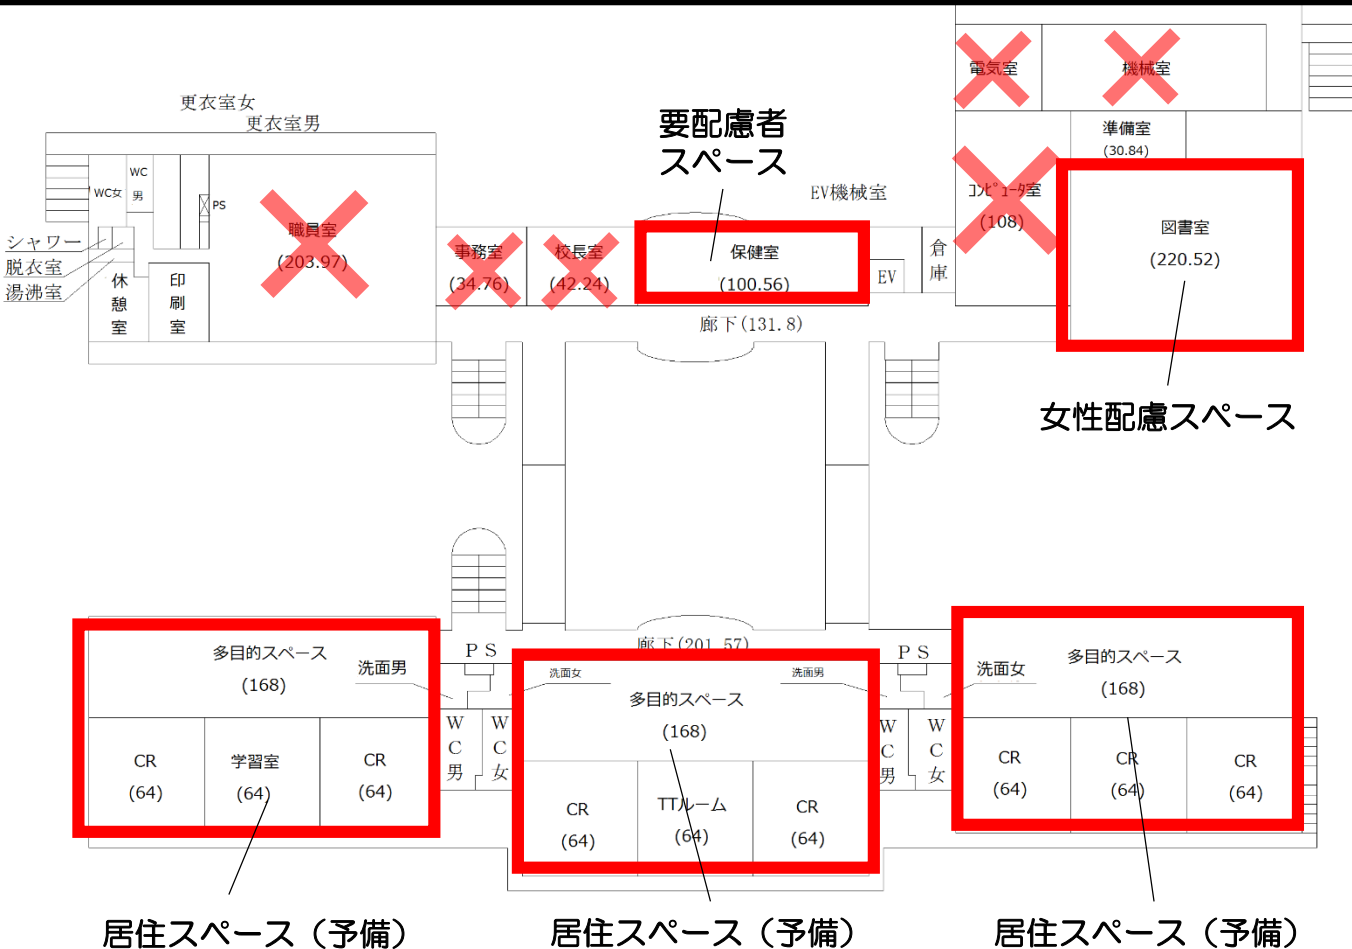 電気室
機械室
更衣室女
更衣室男
要配慮者
スペース
準備室
(30.84)
WC女
WC
男
PS
EV機械室
ｺﾝﾋﾟｭｰﾀ室
(108)
職員室
(203.97)
図書室
(220.52)
シャワー
脱衣室
湯沸室
休
憩
室
印
刷
室
事務室
(34.76)
校長室
(42.24)
保健室
(100.56)
EV
倉
庫
廊下(131.8)
女性配慮スペース
廊下(201.57)
多目的スペース
(168)
洗面男
ＰＳ
洗面女
洗面男
多目的スペース
(168)
ＰＳ
洗面女
多目的スペース
(168)
CR
(64)
学習室
(64)
CR
(64)
Ｗ
Ｃ
男
Ｗ
Ｃ
女
CR
(64)
TTルーム
(64)
CR
(64)
Ｗ
Ｃ
男
Ｗ
Ｃ
女
CR
(64)
CR
(64)
CR
(64)
居住スペース（予備）
居住スペース（予備）
居住スペース（予備）